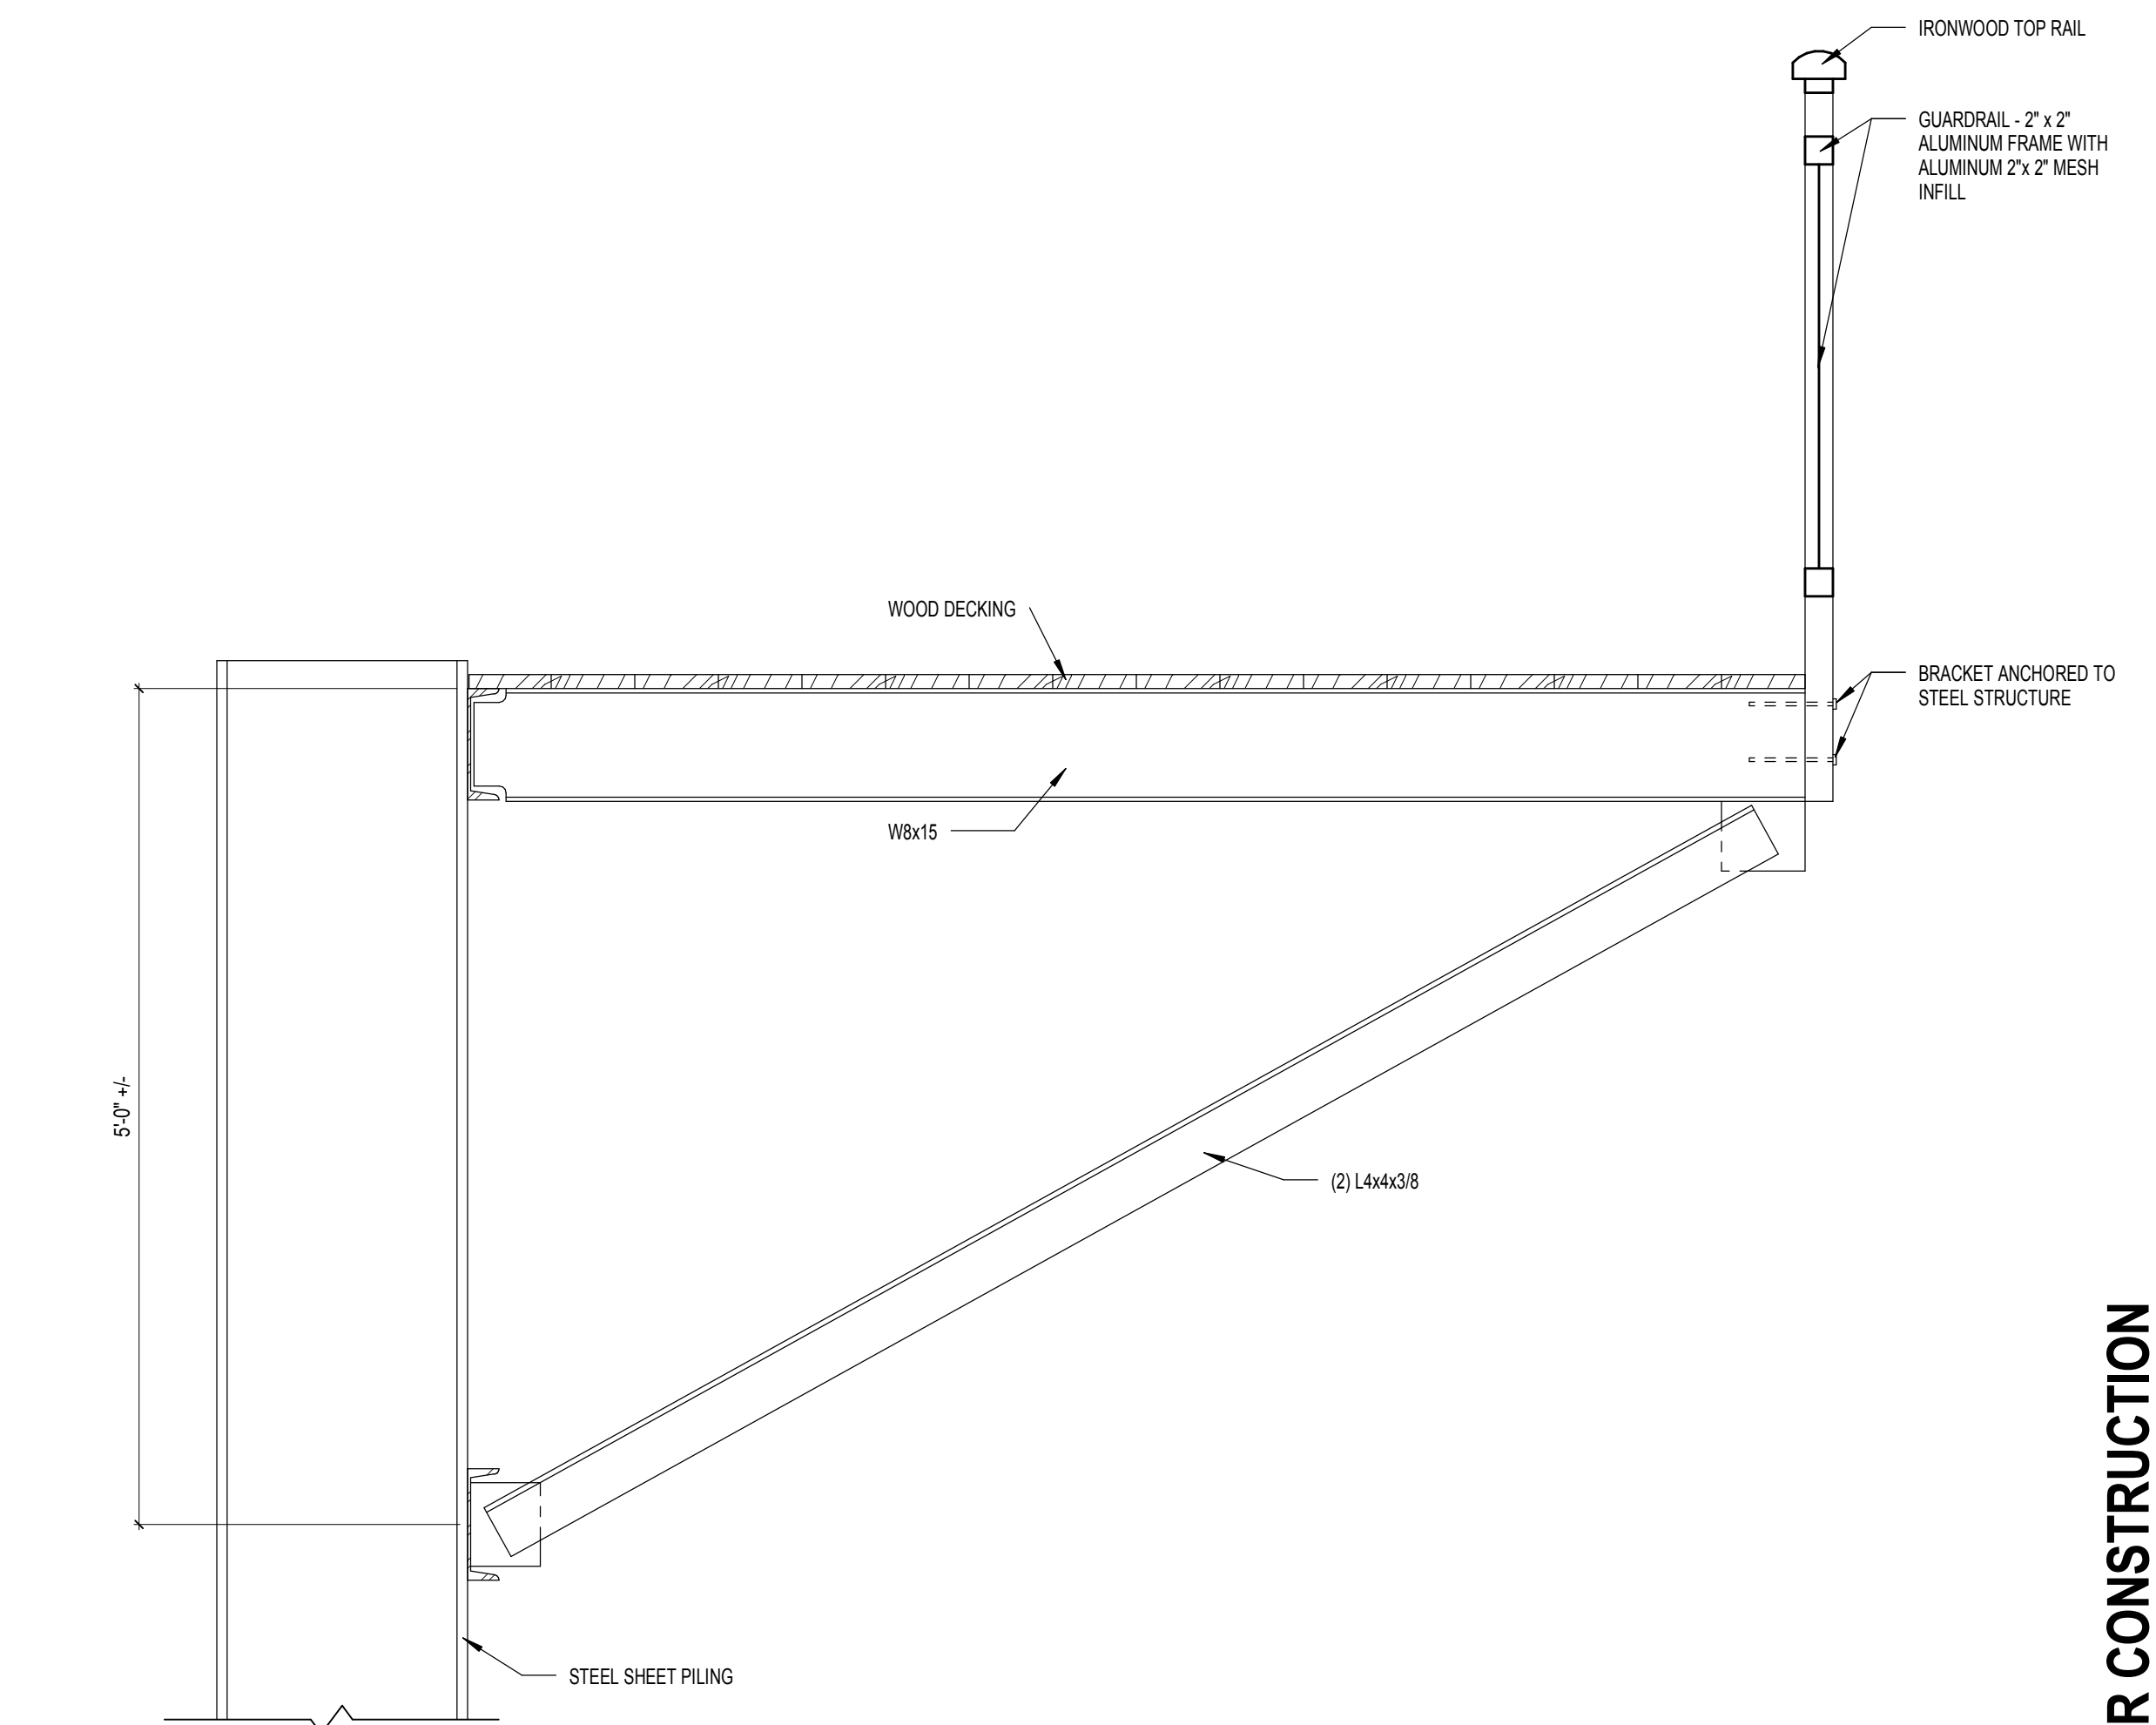 IRONWOOD TOP RAIL
GUARDRAIL - 2" x 2"
ALUMINUM FRAME WITH
ALUMINUM 2"x 2" MESH
INFILL
WOOD DECKING
BRACKET ANCHORED TO
STEEL STRUCTURE
W8x15
5'-0" +/-
(2) L4x4x3/8
STEEL SHEET PILING
R CONSTRUCTION